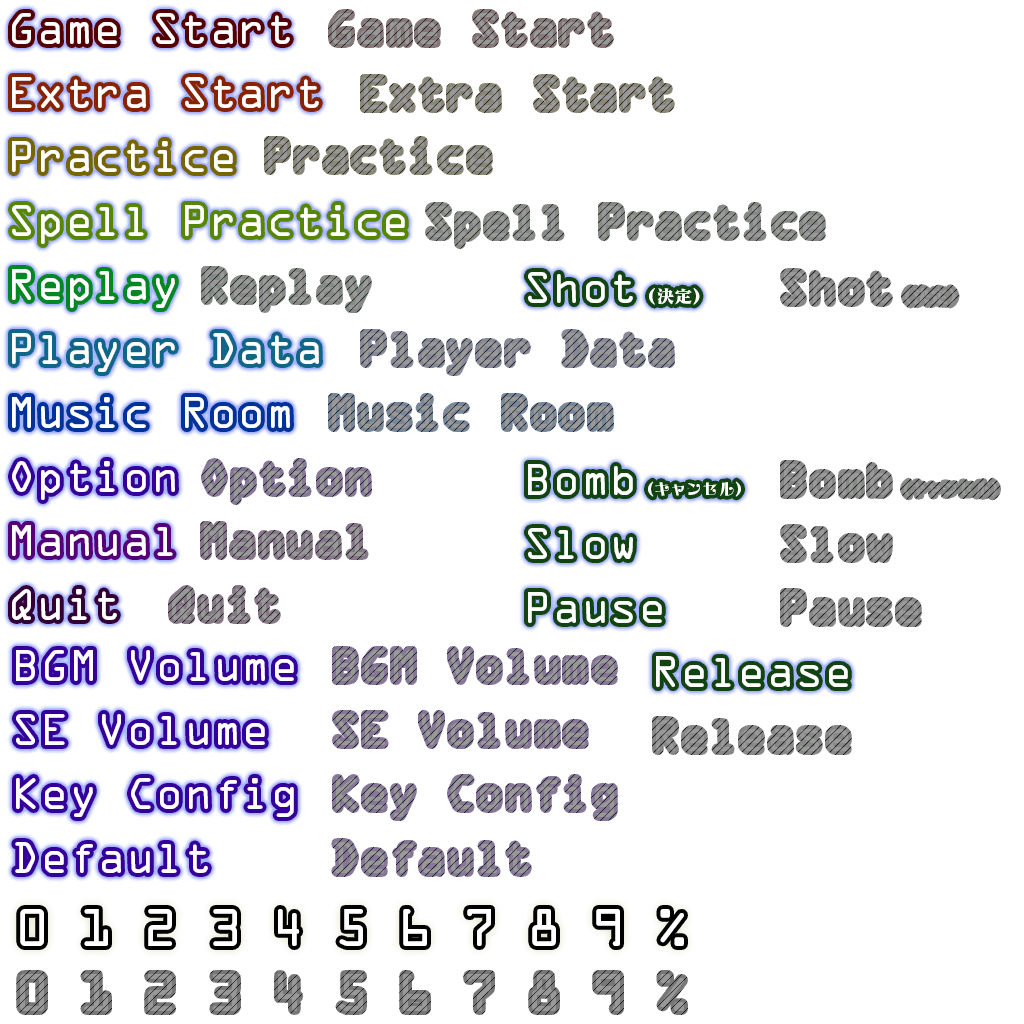 Game Start Game Start
Extra Start Extra Start
Practice Practice
Spell Practice Spell Practice
Replay Replay Shot (決定) Shot
Player Data Player Data
Music Room Music Room
Option Option Bomb (キャンセル) Bomb
Manual Manual Slow Slow
Quit Quit Pause Pause
BGM Volume BGM Volume Release
SE Volume SE Volume Release
Key Config Key Config
Default Default
0 1 2 3 4 5 6 7 8 9 %
0 1 2 3 4 5 6 7 8 9 %